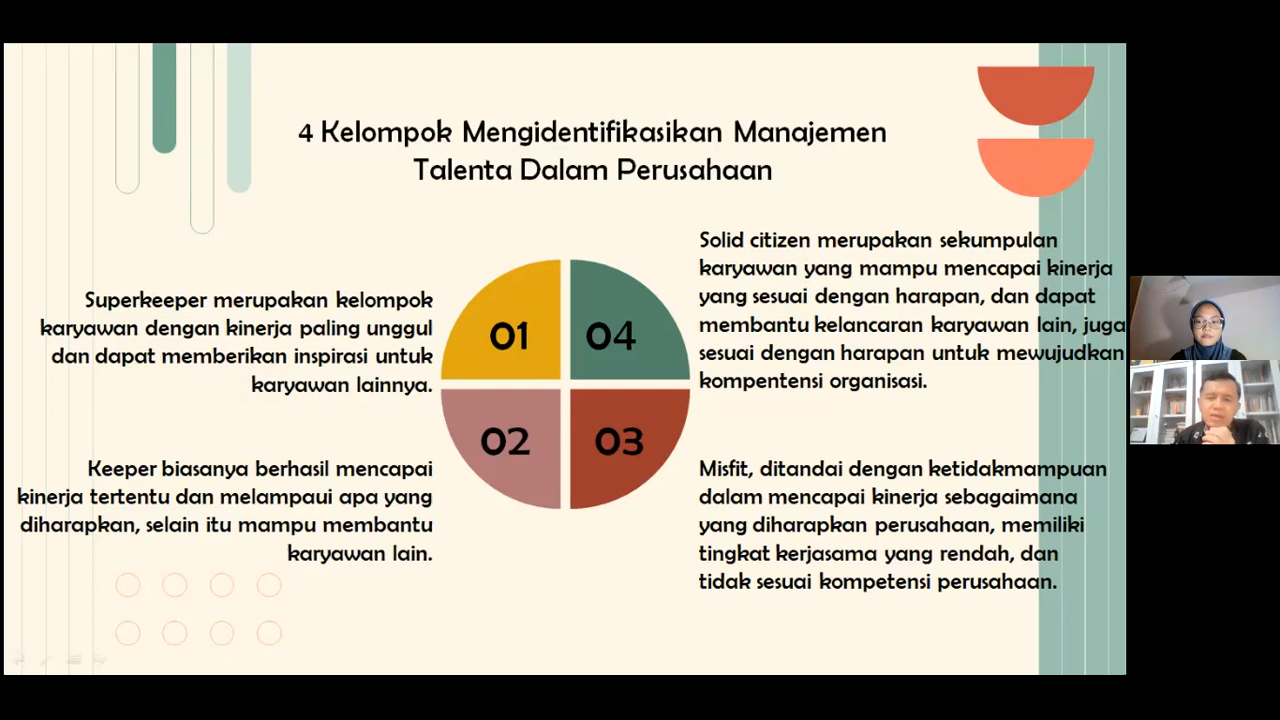 4 Kelompok Mengidentifikasikan Manajemen
Talenta Dalam Perusahaan
Superkeeper merupakan kelompok
karyawan dengan kinerja paling unggul
dan dapat memberikan inspirasi untuk
karyawan lainnya.
01
04
Solid citizen merupakan sekumpulan
karyawan yang mampu mencapai kinerja
yang sesuai dengan harapan, dan dapat
membantu kelancaran karyawan lain, juga
sesuai dengan harapan untuk mewujudkan
kompentensi organisasi.
Keeper biasanya berhasil mencapai
kinerja tertentu dan melampaui apa yang
diharapkan, selain itu mampu membantu
karyawan lain.
02
03
Misfit, ditandai dengan ketidakmampuan
dalam mencapai kinerja sebagaimana
yang diharapkan perusahaan, memiliki
tingkat kerjasama yang rendah, dan
tidak sesuai kompetensi perusahaan.